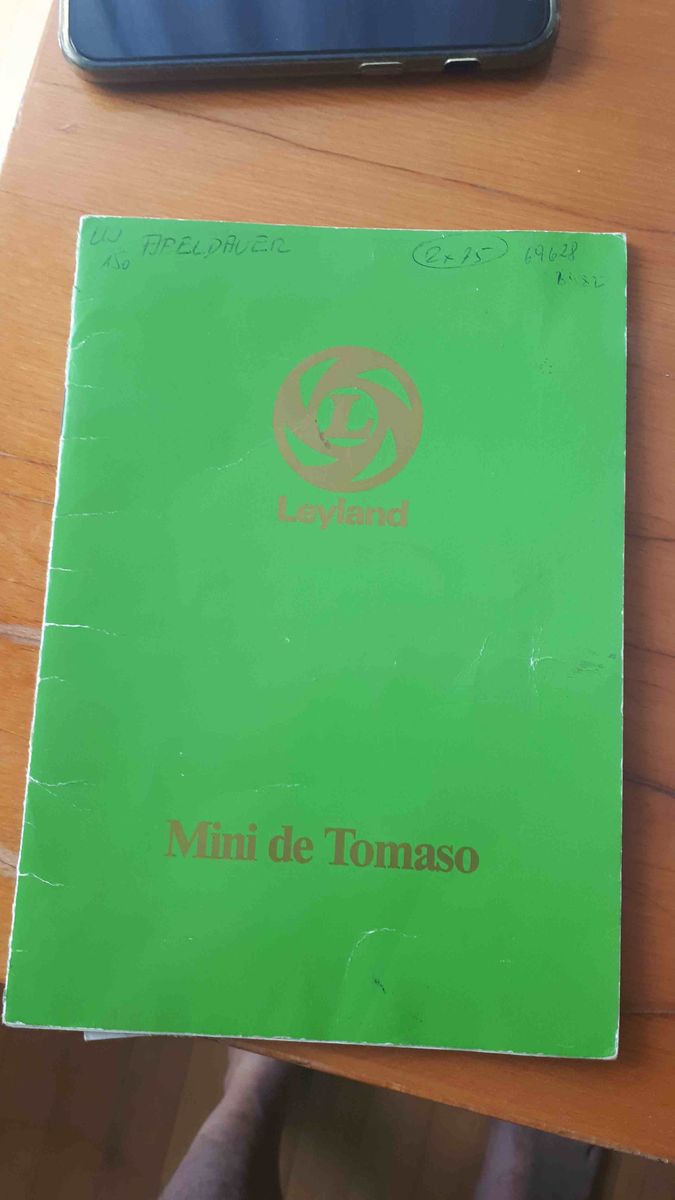 2x75
69628
150
L
Leyland
Mini de Tomaso